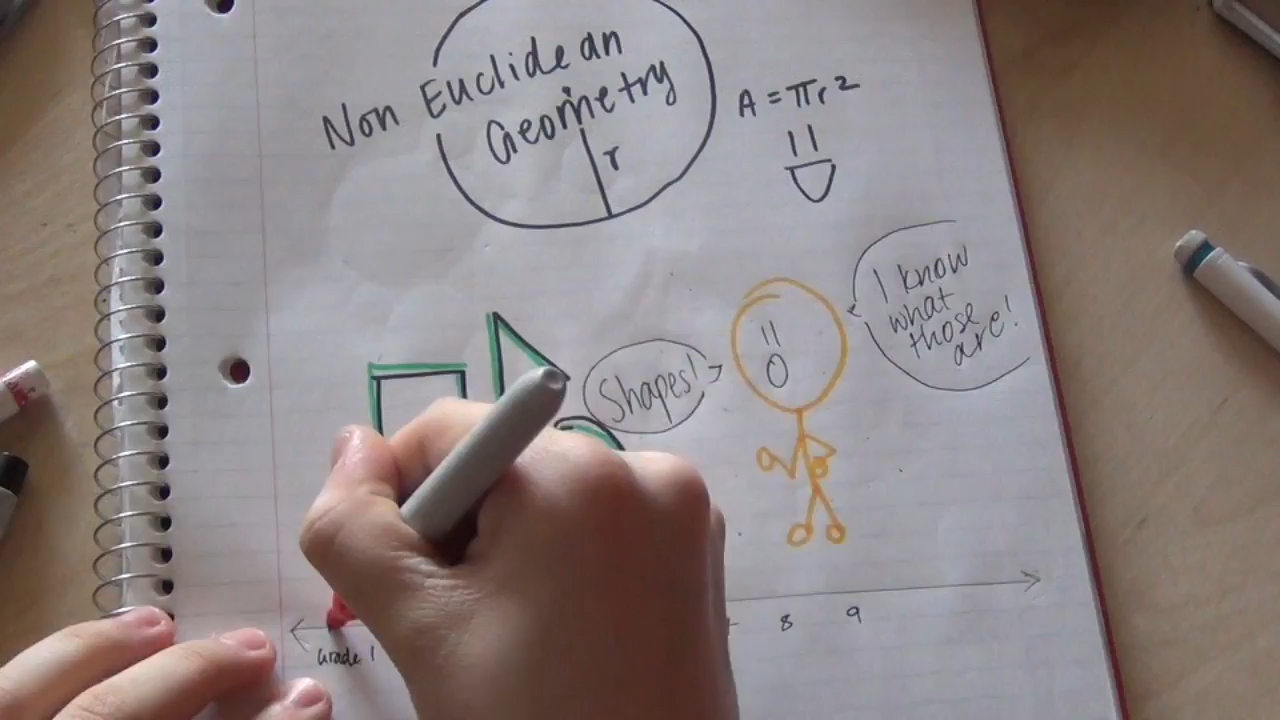 Non Euclidean
Geometry
r
A = πr²
I know
what
those
are!
Shapes!
8 9
Grade 1